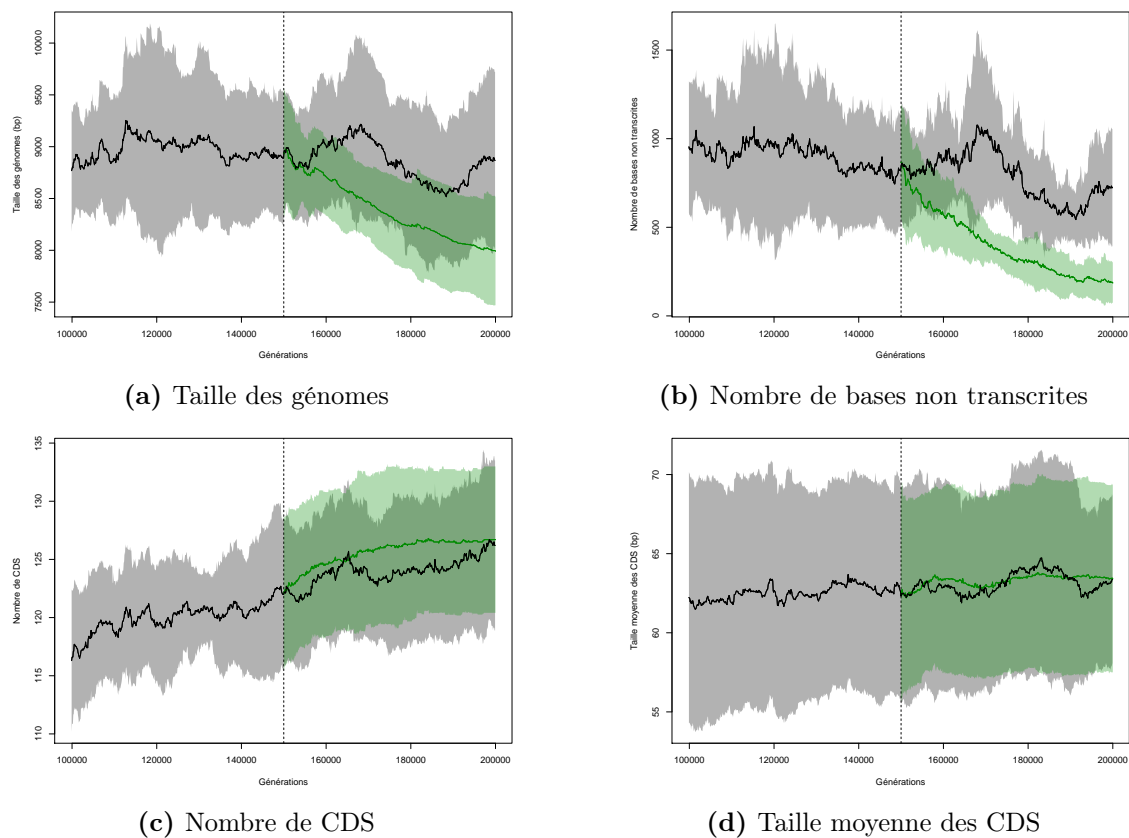 Taille des génomes (bp)
10000
9500
9000
8500
8000
7500
100000 120000 140000 160000 180000 200000
Générations
(a) Taille des génomes
Nombre de bases non transcrites
1500
1000
500
0
100000 120000 140000 160000 180000 200000
Générations
(b) Nombre de bases non transcrites
Nombre de CDS
135
130
125
120
115
110
100000 120000 140000 160000 180000 200000
Générations
(c) Nombre de CDS
Taille moyenne des CDS (bp)
70
65
60
55
100000 120000 140000 160000 180000 200000
Générations
(d) Taille moyenne des CDS